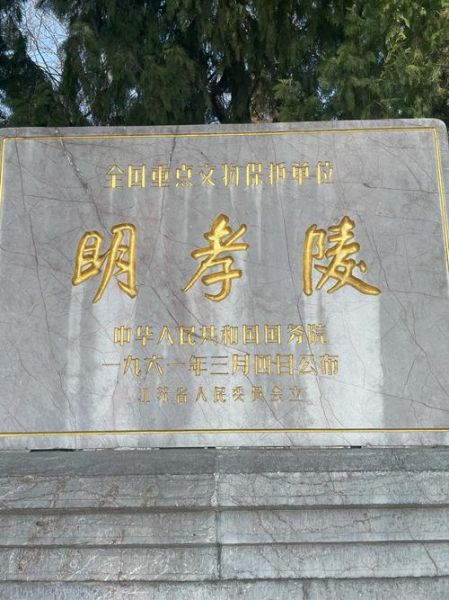 全国重点文物保护单位
明孝陵
中华人民共和国国务院
一九六一年三月四日公布
江苏省人民委员会立